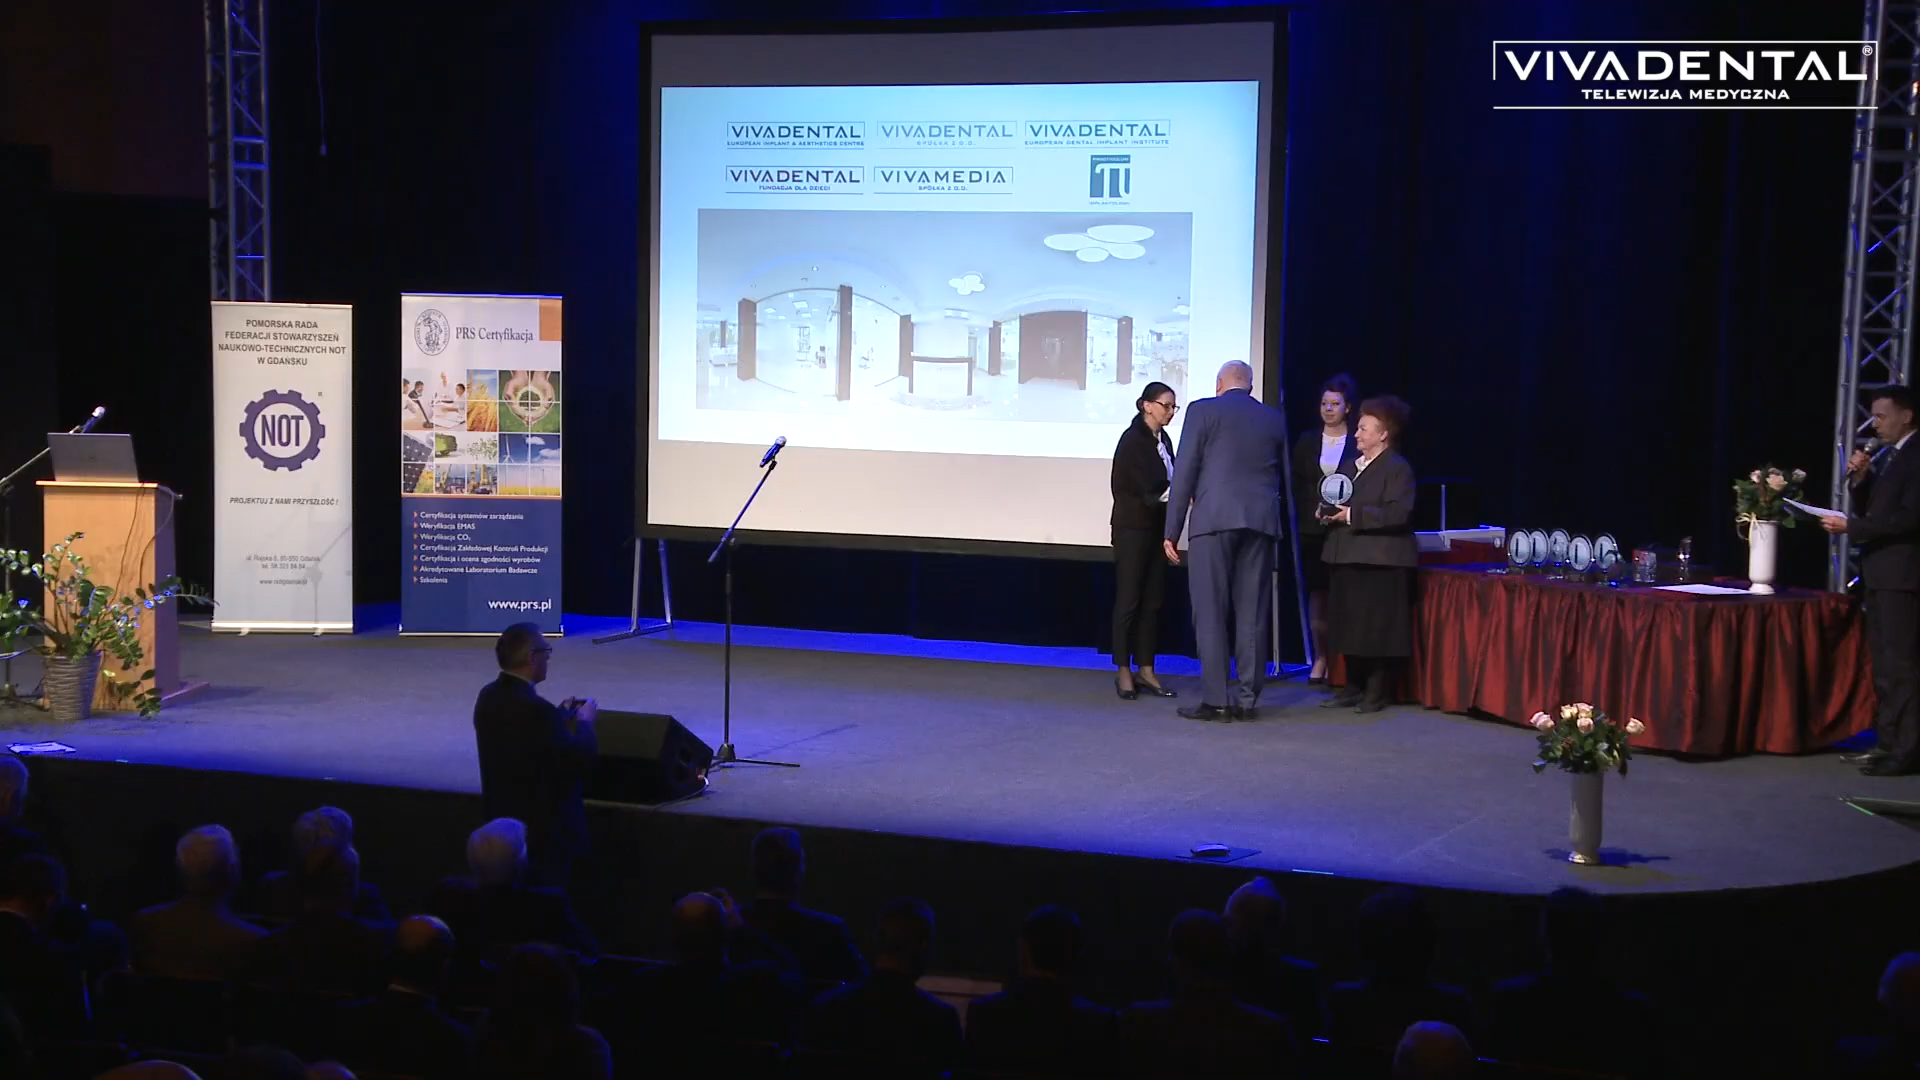 VIVADENTAL®
TELEWIZJA MEDYCZNA
VIVADENTAL
EUROPEAN IMPLANT & AESTHETICS CENTRE
VIVADENTAL
SPÓŁKA Z O.O.
VIVADENTAL
EUROPEAN DENTAL IMPLANT INSTITUTE
VIVADENTAL
FUNDACJA DLA DZIECI
VIVAMEDIA
SPÓŁKA Z O.O.
POMORSKA RADA
FEDERACJI STOWARZYSZEŃ
NAUKOWO-TECHNICZNYCH NOT
W GDAŃSKU
NOT
PROJEKTUJ Z NAMI PRZYSZŁOŚĆ !
PRS Certyfikacja
Certyfikacja systemów zarządzania
Weryfikacja EMAS
Weryfikacja CO₂
Certyfikacja Zakładowej Kontroli Produkcji
Certyfikacja i ocena zgodności wyrobów
Akredytowane Laboratorium Badawcze
Szkolenia
www.prs.pl